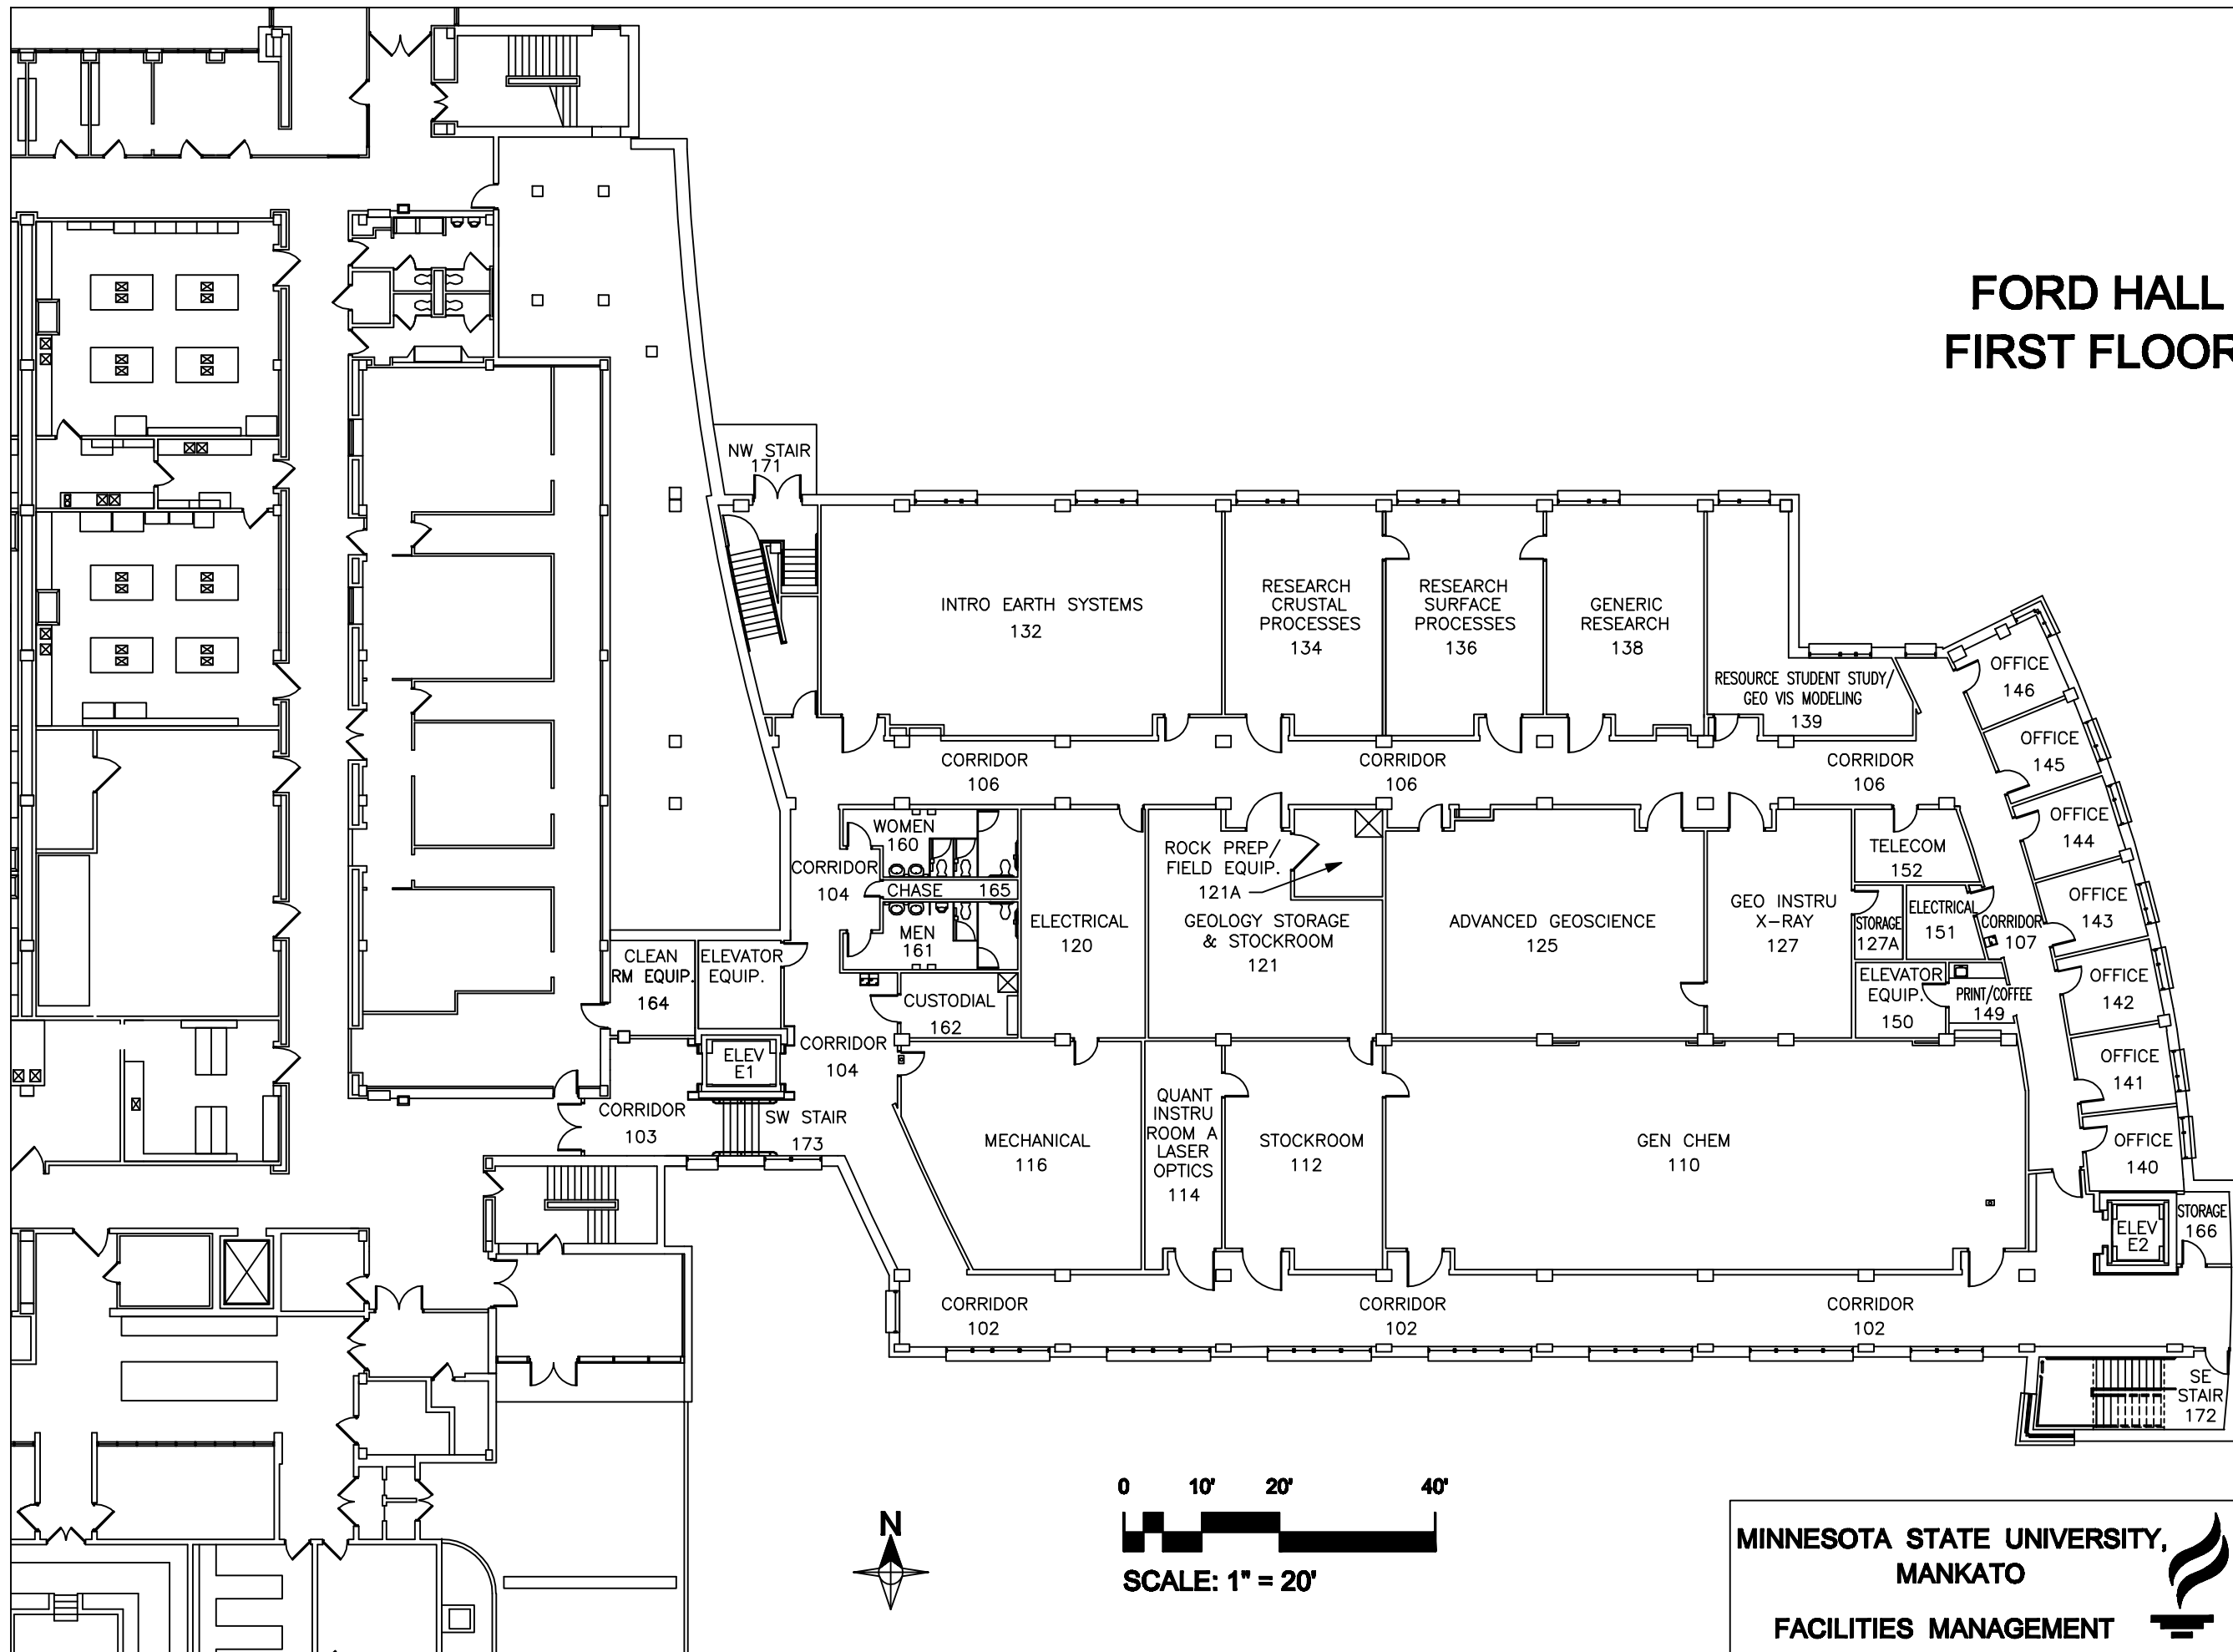 FORD HALL
FIRST FLOOR
NW STAIR
171
INTRO EARTH SYSTEMS
132
RESEARCH
CRUSTAL
PROCESSES
134
RESEARCH
SURFACE
PROCESSES
136
GENERIC
RESEARCH
138
RESOURCE STUDENT STUDY/
GEO VIS MODELING
139
OFFICE
146
OFFICE
145
OFFICE
144
OFFICE
143
OFFICE
142
OFFICE
141
OFFICE
140
CORRIDOR
106
CORRIDOR
106
CORRIDOR
106
WOMEN
160
CORRIDOR
104
CHASE 165
MEN
161
ELECTRICAL
120
ROCK PREP/
FIELD EQUIP.
121A
GEOLOGY STORAGE
& STOCKROOM
121
ADVANCED GEOSCIENCE
125
GEO INSTRU
X-RAY
127
TELECOM
152
STORAGE
127A
ELECTRICAL
151
CORRIDOR
107
ELEVATOR
EQUIP.
150
PRINT/COFFEE
149
CLEAN
RM EQUIP.
164
ELEVATOR
EQUIP.
CUSTODIAL
162
ELEV
E1
CORRIDOR
104
CORRIDOR
103
SW STAIR
173
MECHANICAL
116
QUANT
INSTRU
ROOM A
LASER
OPTICS
114
STOCKROOM
112
GEN CHEM
110
ELEV
E2
STORAGE
166
CORRIDOR
102
CORRIDOR
102
CORRIDOR
102
SE
STAIR
172
N
0 10' 20' 40'
SCALE: 1" = 20'
MINNESOTA STATE UNIVERSITY,
MANKATO
FACILITIES MANAGEMENT